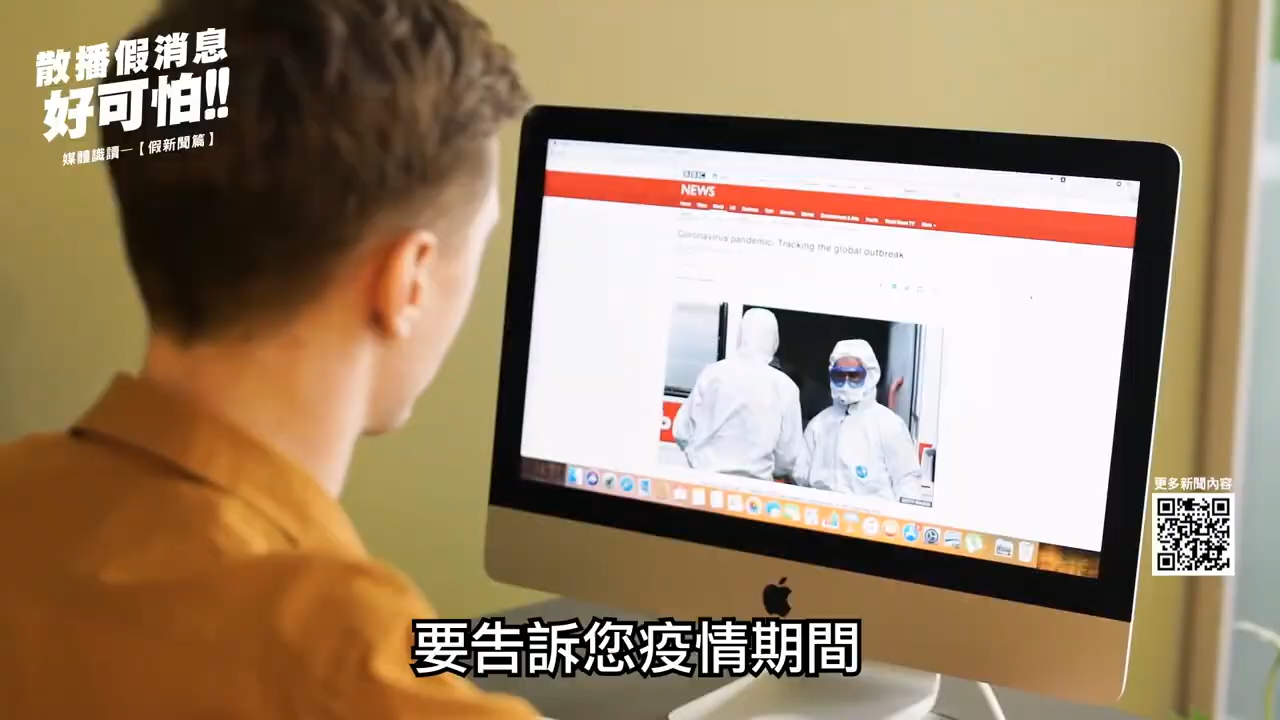 散播假消息
好可怕!!
媒體識讀—【假新聞篇】
BBC
NEWS
Coronavirus pandemic: Tracking the global outbreak
更多新聞內容
要告訴您疫情期間